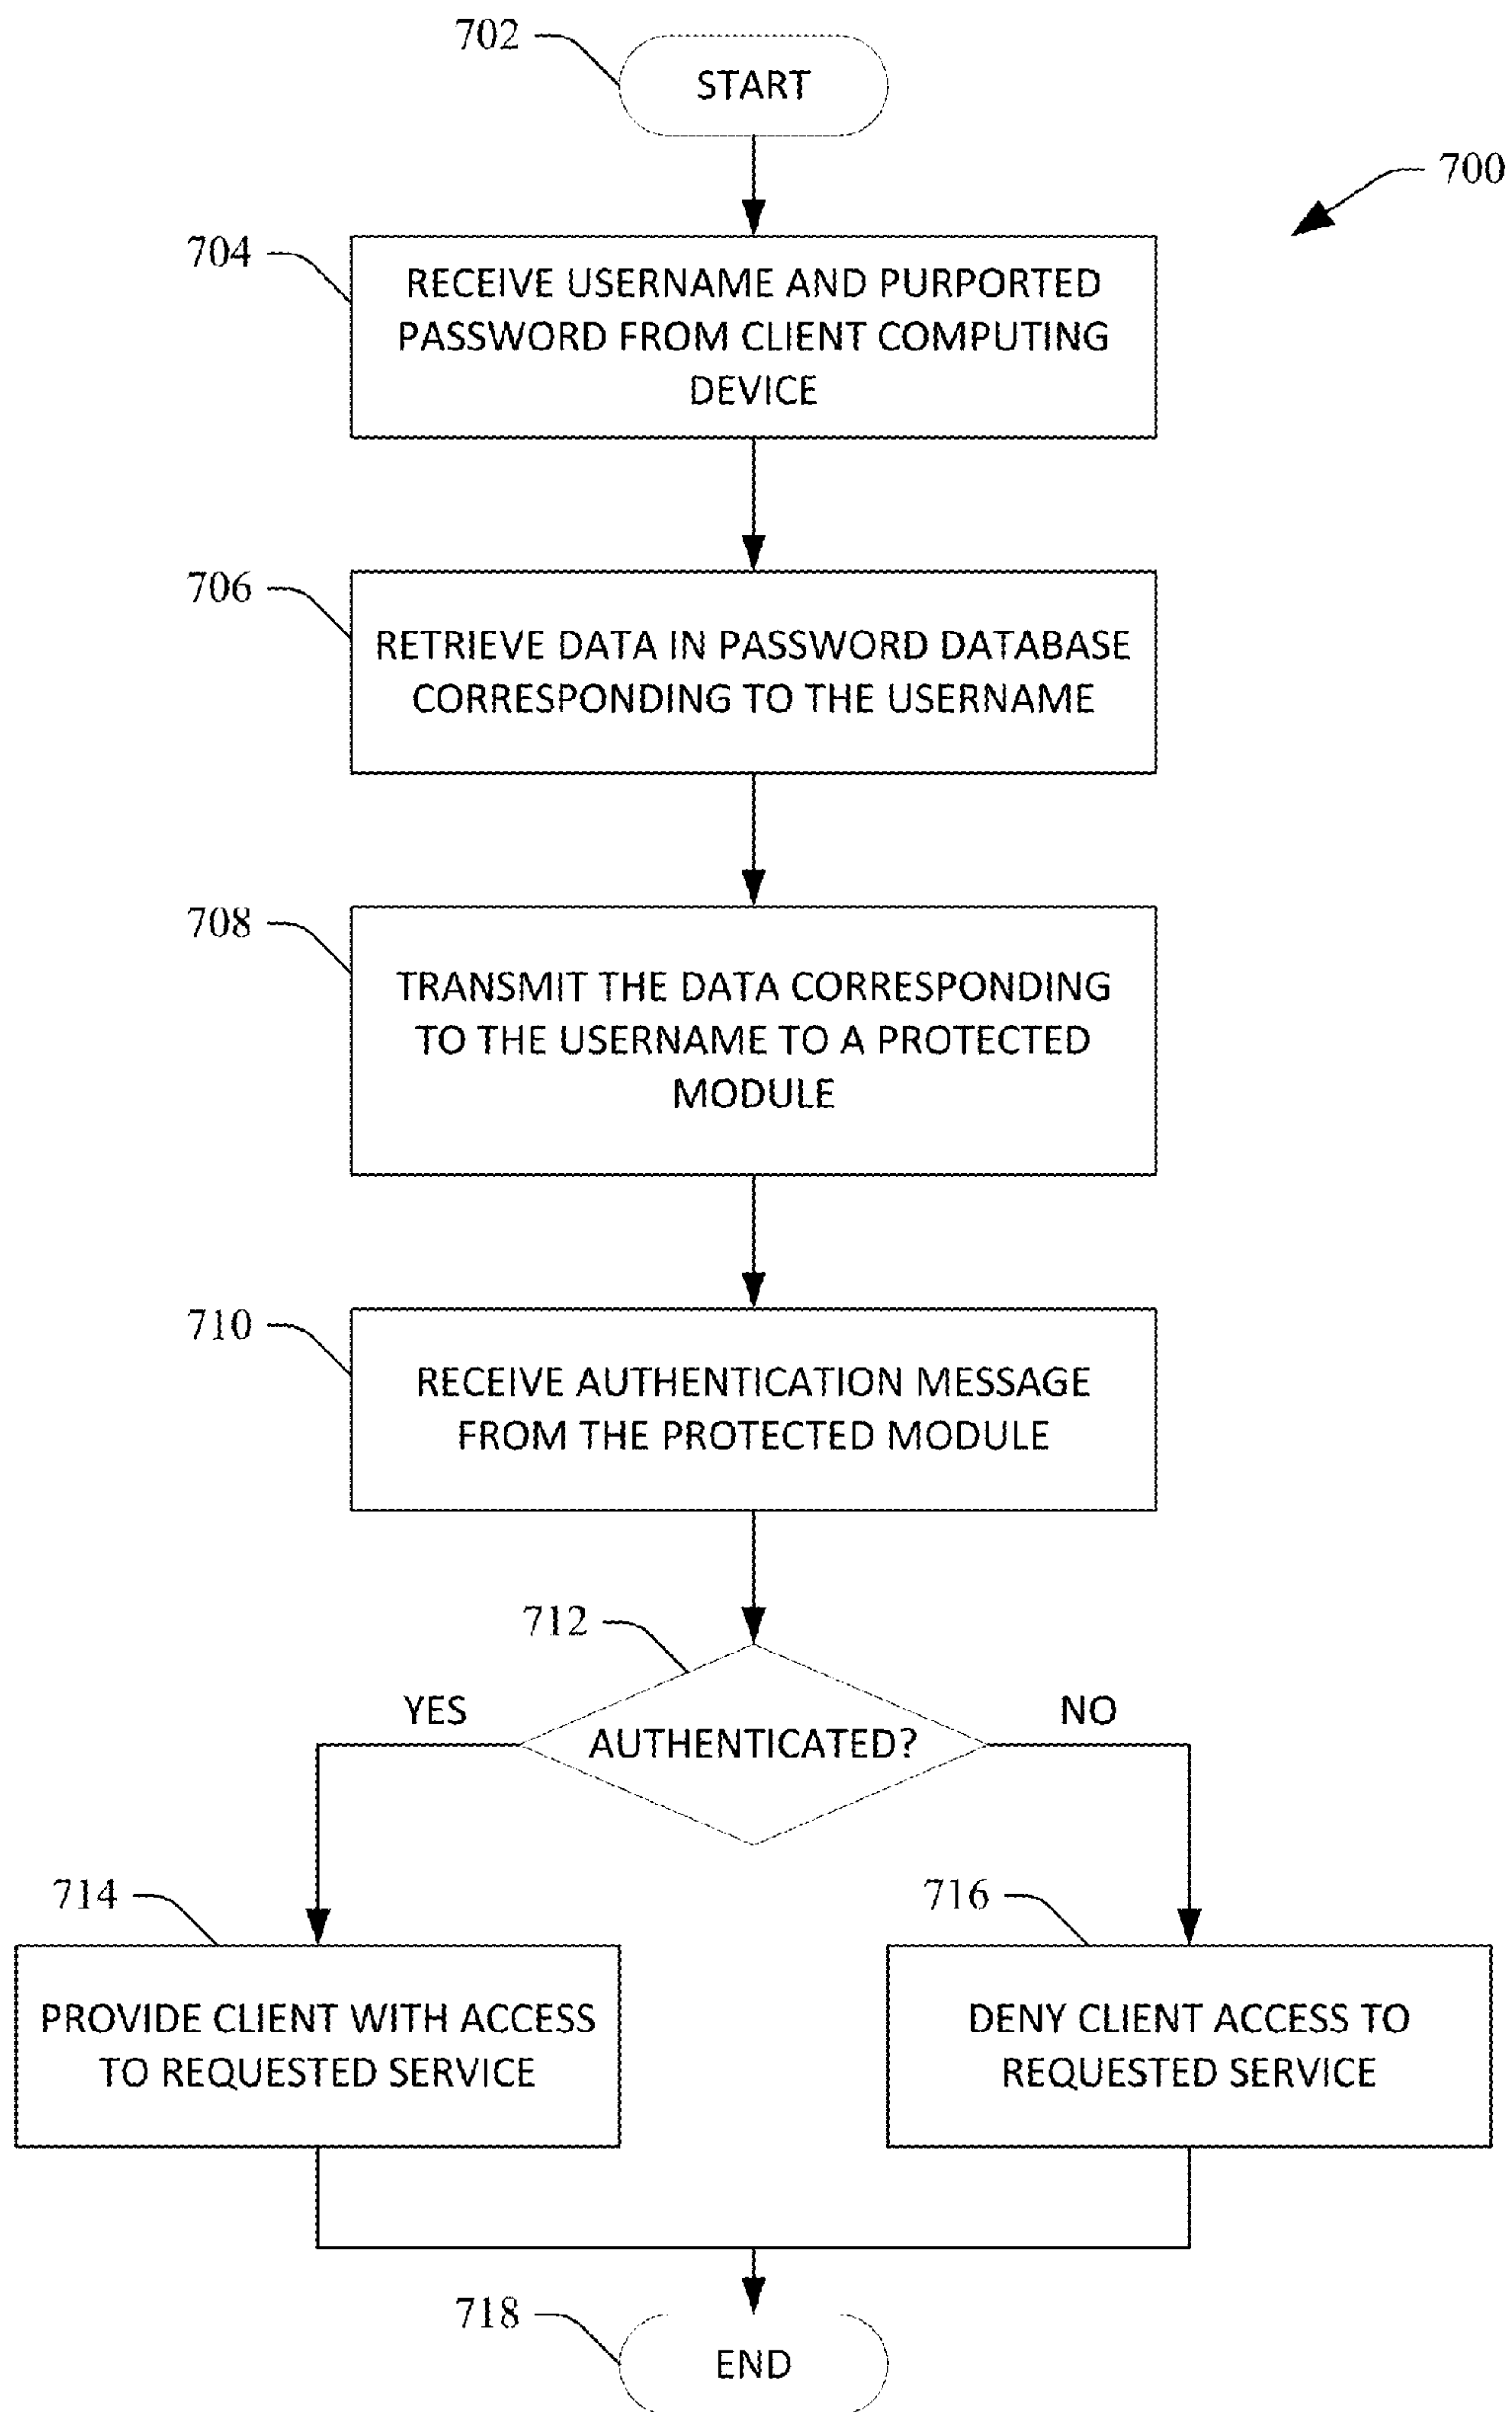 702
START
700
704
RECEIVE USERNAME AND PURPORTED
PASSWORD FROM CLIENT COMPUTING
DEVICE
706
RETRIEVE DATA IN PASSWORD DATABASE
CORRESPONDING TO THE USERNAME
708
TRANSMIT THE DATA CORRESPONDING
TO THE USERNAME TO A PROTECTED
MODULE
710
RECEIVE AUTHENTICATION MESSAGE
FROM THE PROTECTED MODULE
712
YES
NO
AUTHENTICATED?
714
PROVIDE CLIENT WITH ACCESS
TO REQUESTED SERVICE
716
DENY CLIENT ACCESS TO
REQUESTED SERVICE
718
END